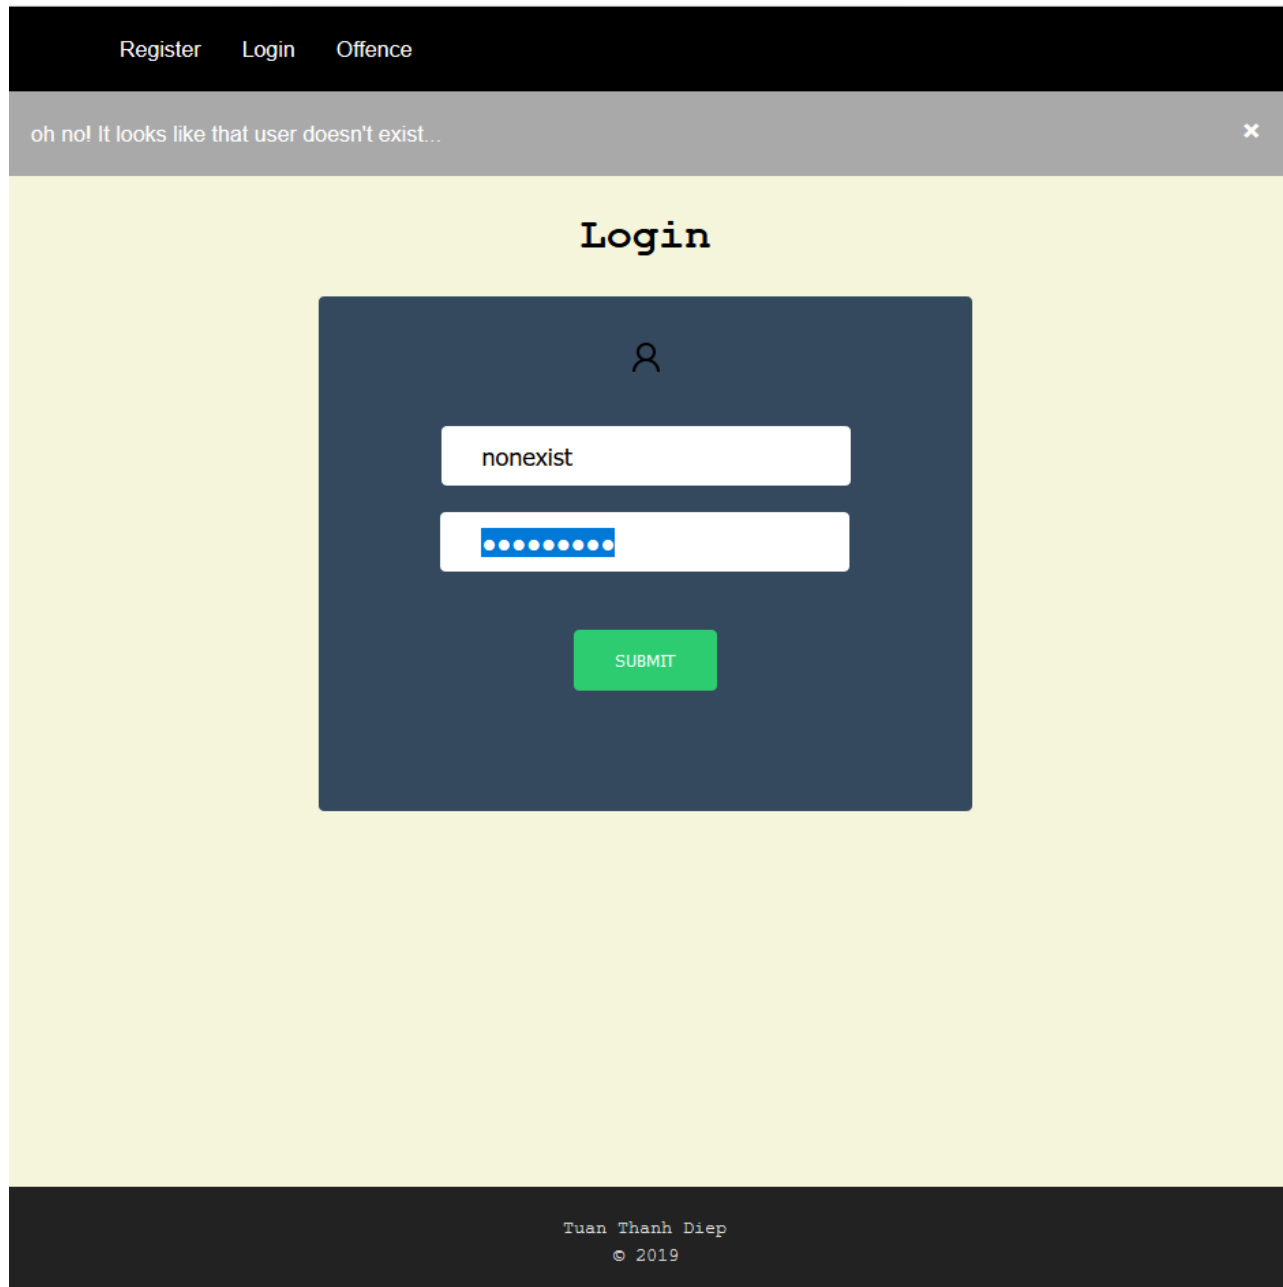 Register Login Offence
oh no! It looks like that user doesn't exist...
Login
nonexist
SUBMIT
Tuan Thanh Diep
© 2019